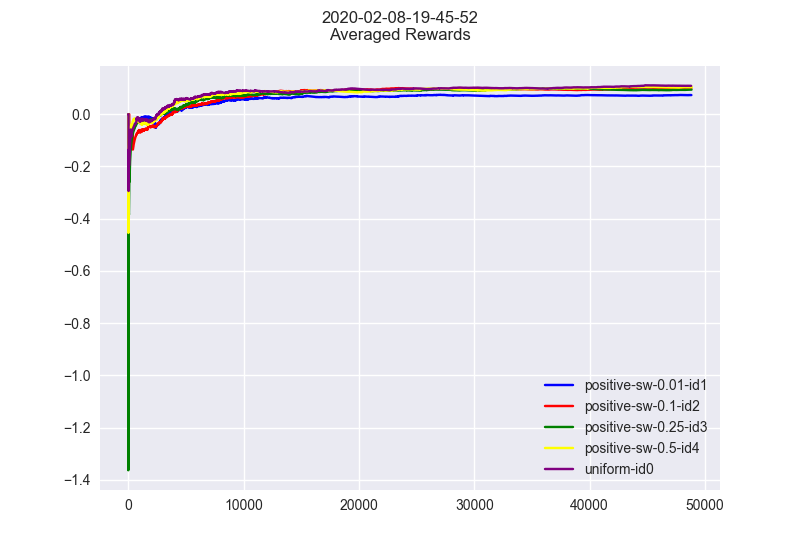 2020-02-08-19-45-52
Averaged Rewards
0.0
−0.2
−0.4
−0.6
−0.8
−1.0
−1.2
−1.4
0
10000
20000
30000
40000
50000
positive-sw-0.01-id1
positive-sw-0.1-id2
positive-sw-0.25-id3
positive-sw-0.5-id4
uniform-id0